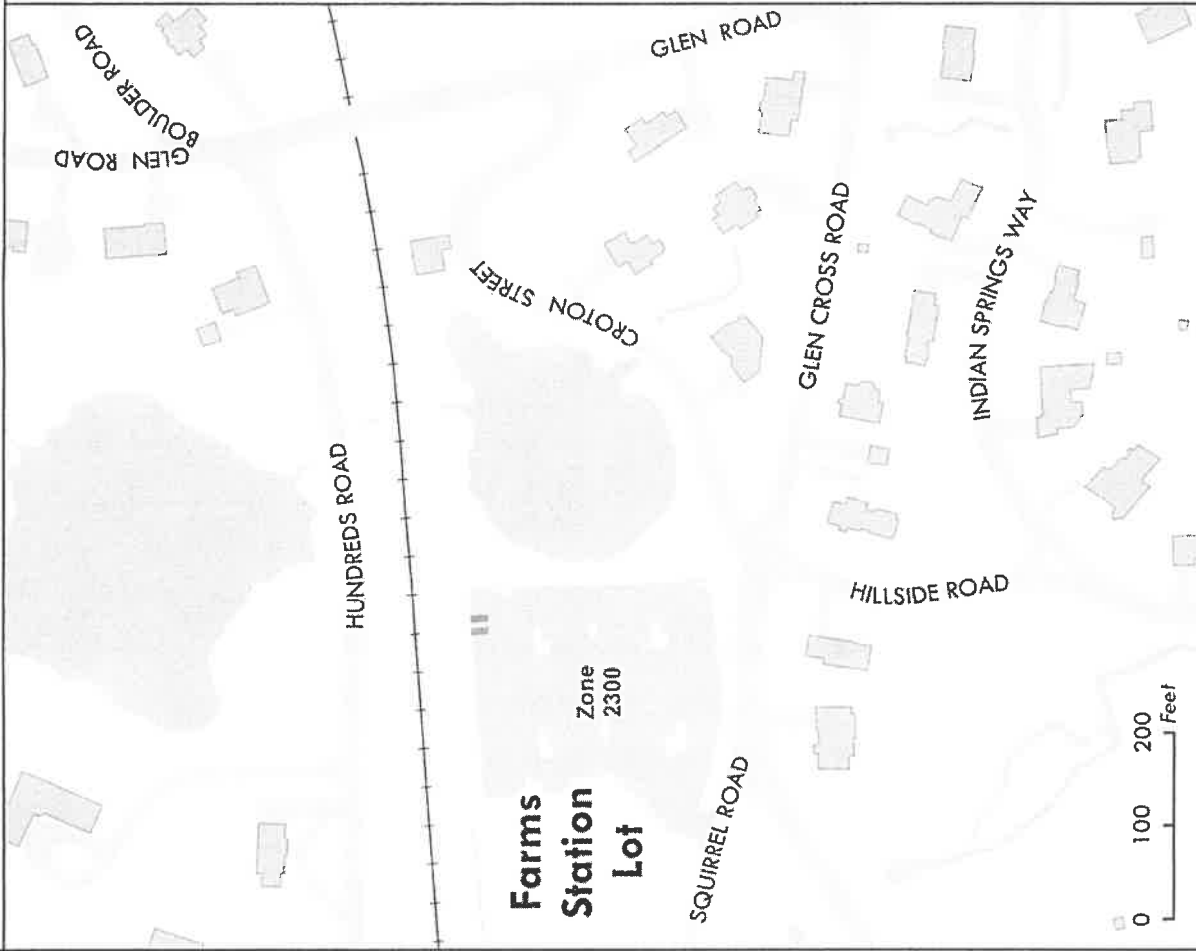 GLEN ROAD
BOULDER ROAD
GLEN ROAD
CROTON STREET
GLEN CROSS ROAD
INDIAN SPRINGS WAY
HUNDREDS ROAD
HILLSIDE ROAD
Zone
2300
Farms
Station
Lot
SQUIRREL ROAD
0 100 200
Feet